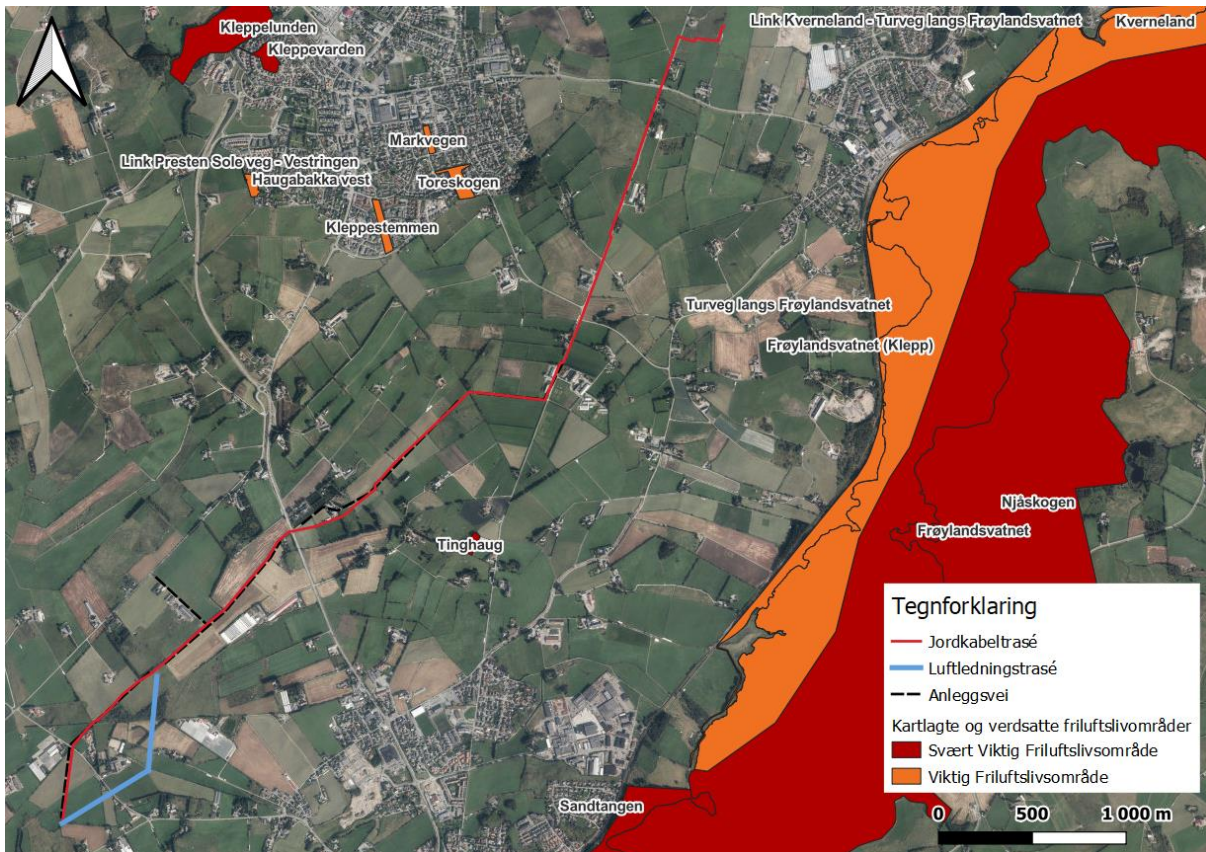 Kleppelunden
Link Kverneland - Turveg langs Frøylandsvatnet
Kverneland
Kleppevarden
Markvegen
Link Presten Sole veg - Vestringen
Haugabakka vest
Toreskogen
Kleppestemmen
Turveg langs Frøylandsvatnet
Frøylandsvatnet (Klepp)
Njåskogen
Frøylandsvatnet
Tinghaug
Sandtangen
Tegnforklaring
Jordkabeltrasé
Luftledningstrasé
Anleggsvei
Kartlagte og verdsatte friluftslivområder
Svært Viktig Friluftslivsområde
Viktig Friluftslivsområde
0 500 1 000 m